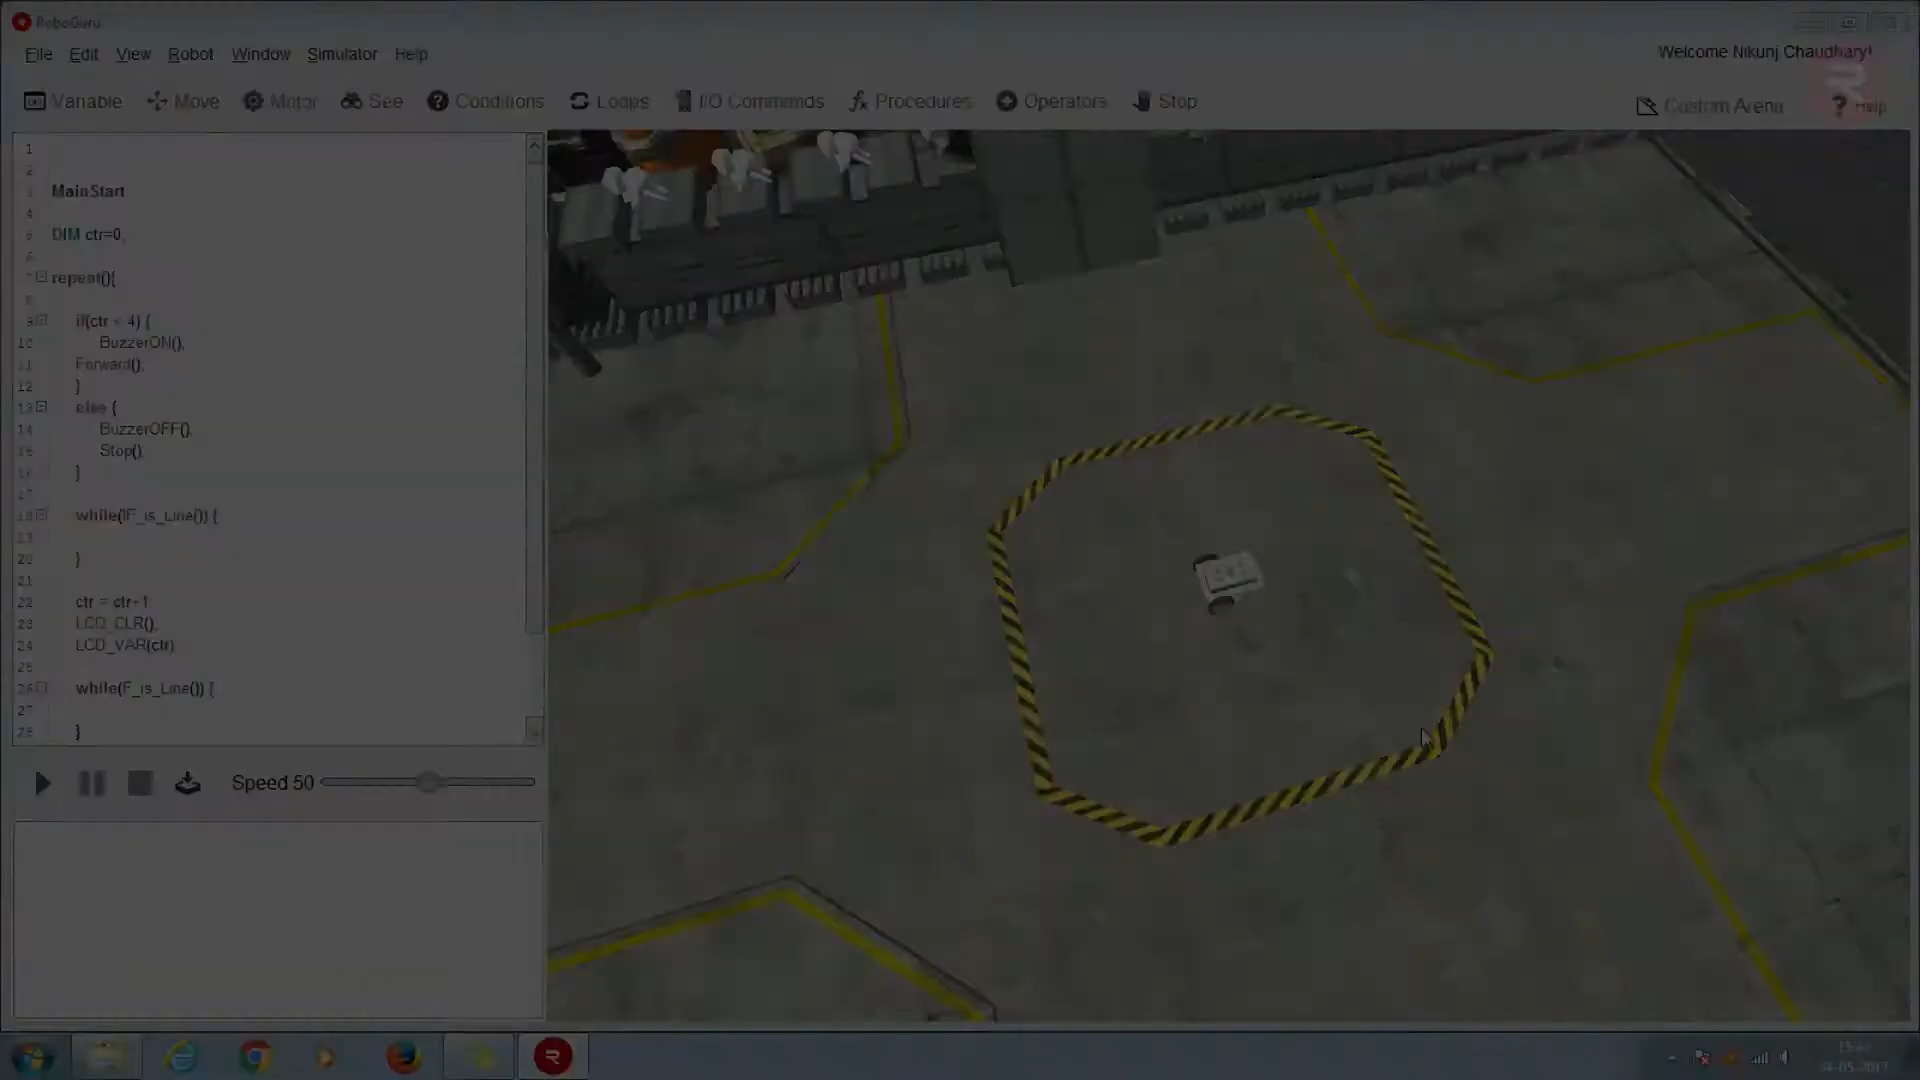 RoboGuru
File Edit View Robot Window Simulator Help
Welcome Nikunj Chaudhary!
Variable Move Motor See Conditions Loops I/O Commands Procedures Operators Stop
Custom Arena Help
1
2
3 MainStart
4
5 DIM ctr=0;
6
7 repeat(){
8
9 if(ctr < 4) {
10 BuzzerON();
11 Forward();
12 }
13 else {
14 BuzzerOFF();
15 Stop();
16 }
17
18 while(!F_is_Line()) {
19
20 }
21
22 ctr = ctr+1;
23 LCD_CLR();
24 LCD_VAR(ctr);
25
26 while(F_is_Line()) {
27
28 }
Speed 50